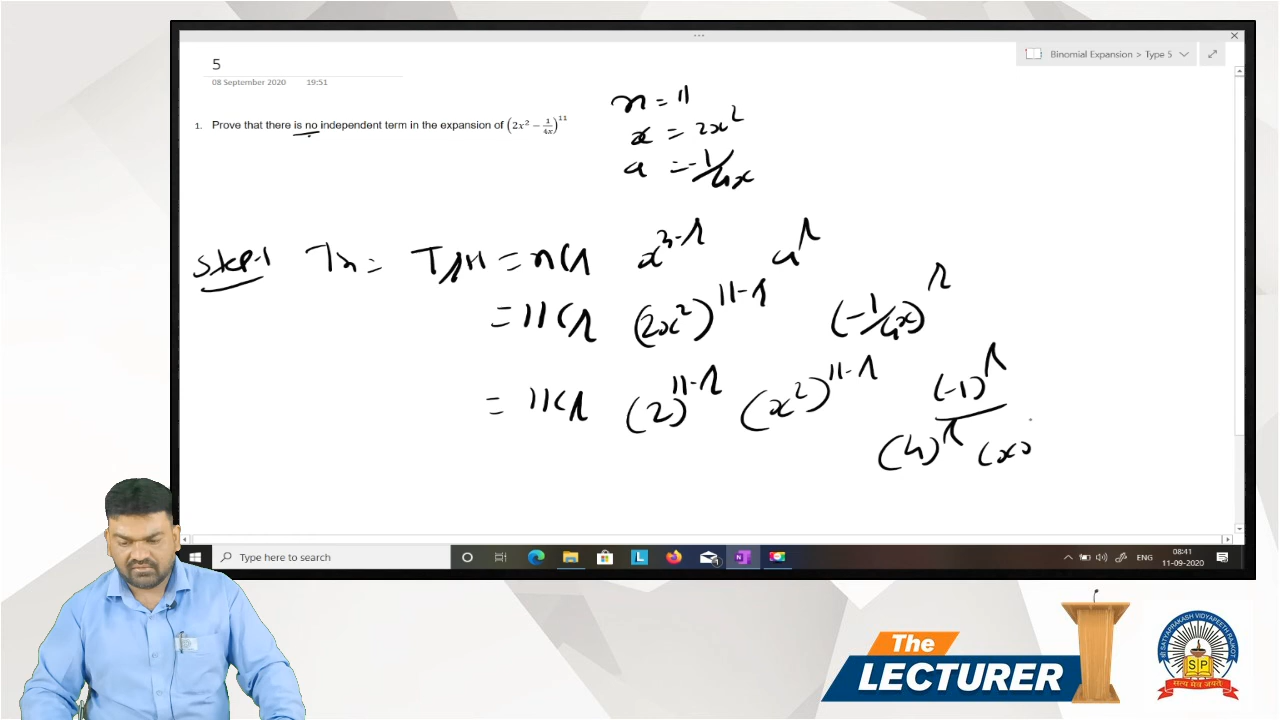 Binomial Expansion > Type 5
5
08 September 2020 19:51
1. Prove that there is no independent term in the expansion of (2x² − 1/4x)¹¹
n = 11
x = 2x²
a = -1/4x
Step-1 Tn = Tr+1 = nCr x^n-r a^r
= 11Cr (2x²)^11-r (-1/4x)^r
= 11Cr (2)^11-r (x²)^11-r (-1)^r
(4)^r (x)
Type here to search
L
N
ENG
08:41
11-09-2020
The
LECTURER
SP
सत्य मेव जयते